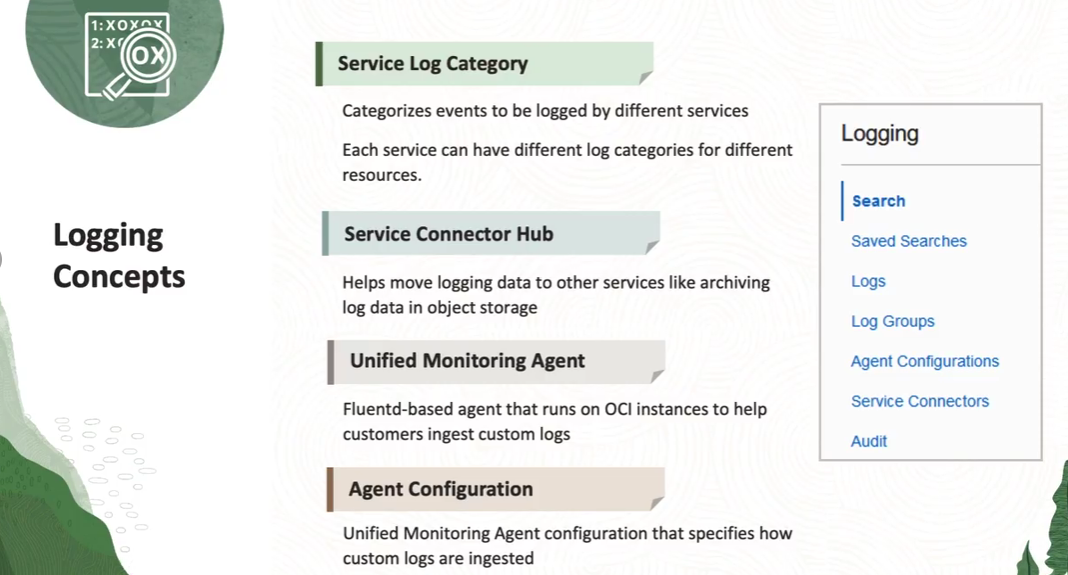 1:XOXOX
2:XO
OX
Logging
Concepts
Service Log Category
Categorizes events to be logged by different services
Each service can have different log categories for different
resources.
Service Connector Hub
Helps move logging data to other services like archiving
log data in object storage
Unified Monitoring Agent
Fluentd-based agent that runs on OCI instances to help
customers ingest custom logs
Agent Configuration
Unified Monitoring Agent configuration that specifies how
custom logs are ingested
Logging
Search
Saved Searches
Logs
Log Groups
Agent Configurations
Service Connectors
Audit